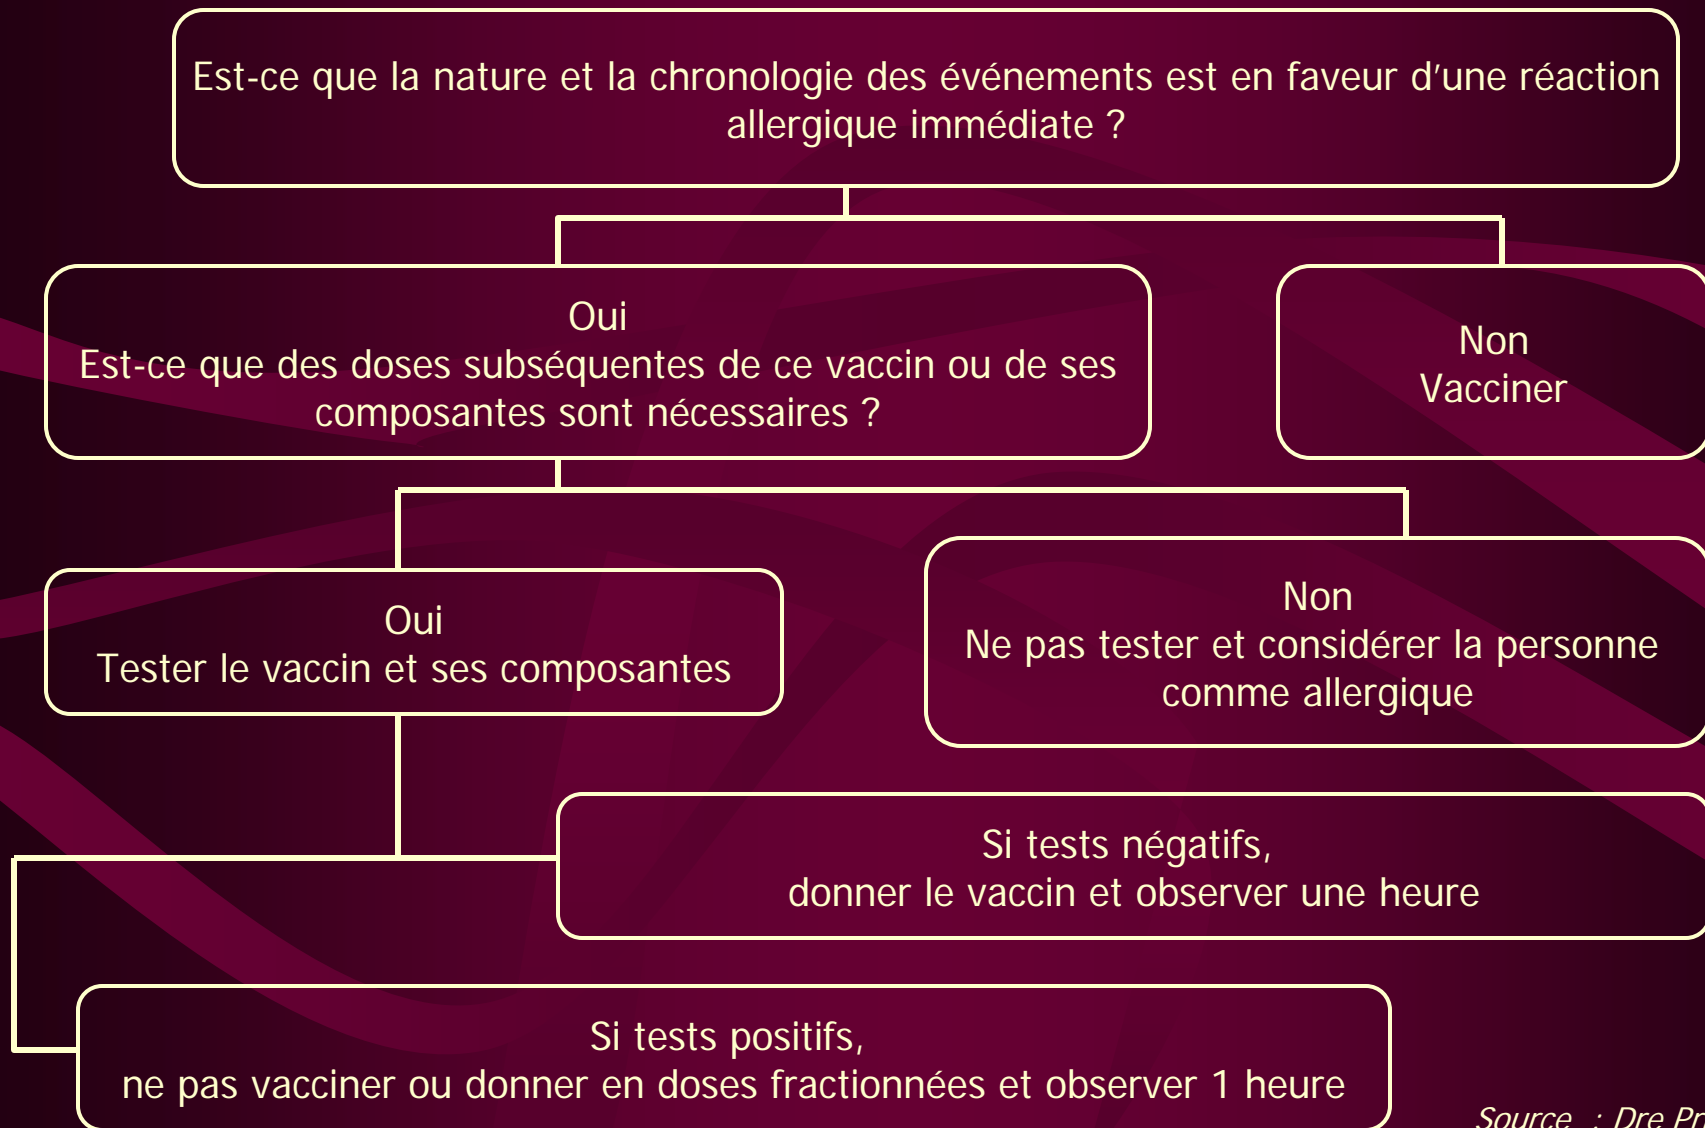 Est-ce que la nature et la chronologie des événements est en faveur d'une réaction
allergique immédiate ?
Oui
Est-ce que des doses subséquentes de ce vaccin ou de ses
composantes sont nécessaires ?
Non
Vacciner
Oui
Tester le vaccin et ses composantes
Non
Ne pas tester et considérer la personne
comme allergique
Si tests négatifs,
donner le vaccin et observer une heure
Si tests positifs,
ne pas vacciner ou donner en doses fractionnées et observer 1 heure
Source : Dre